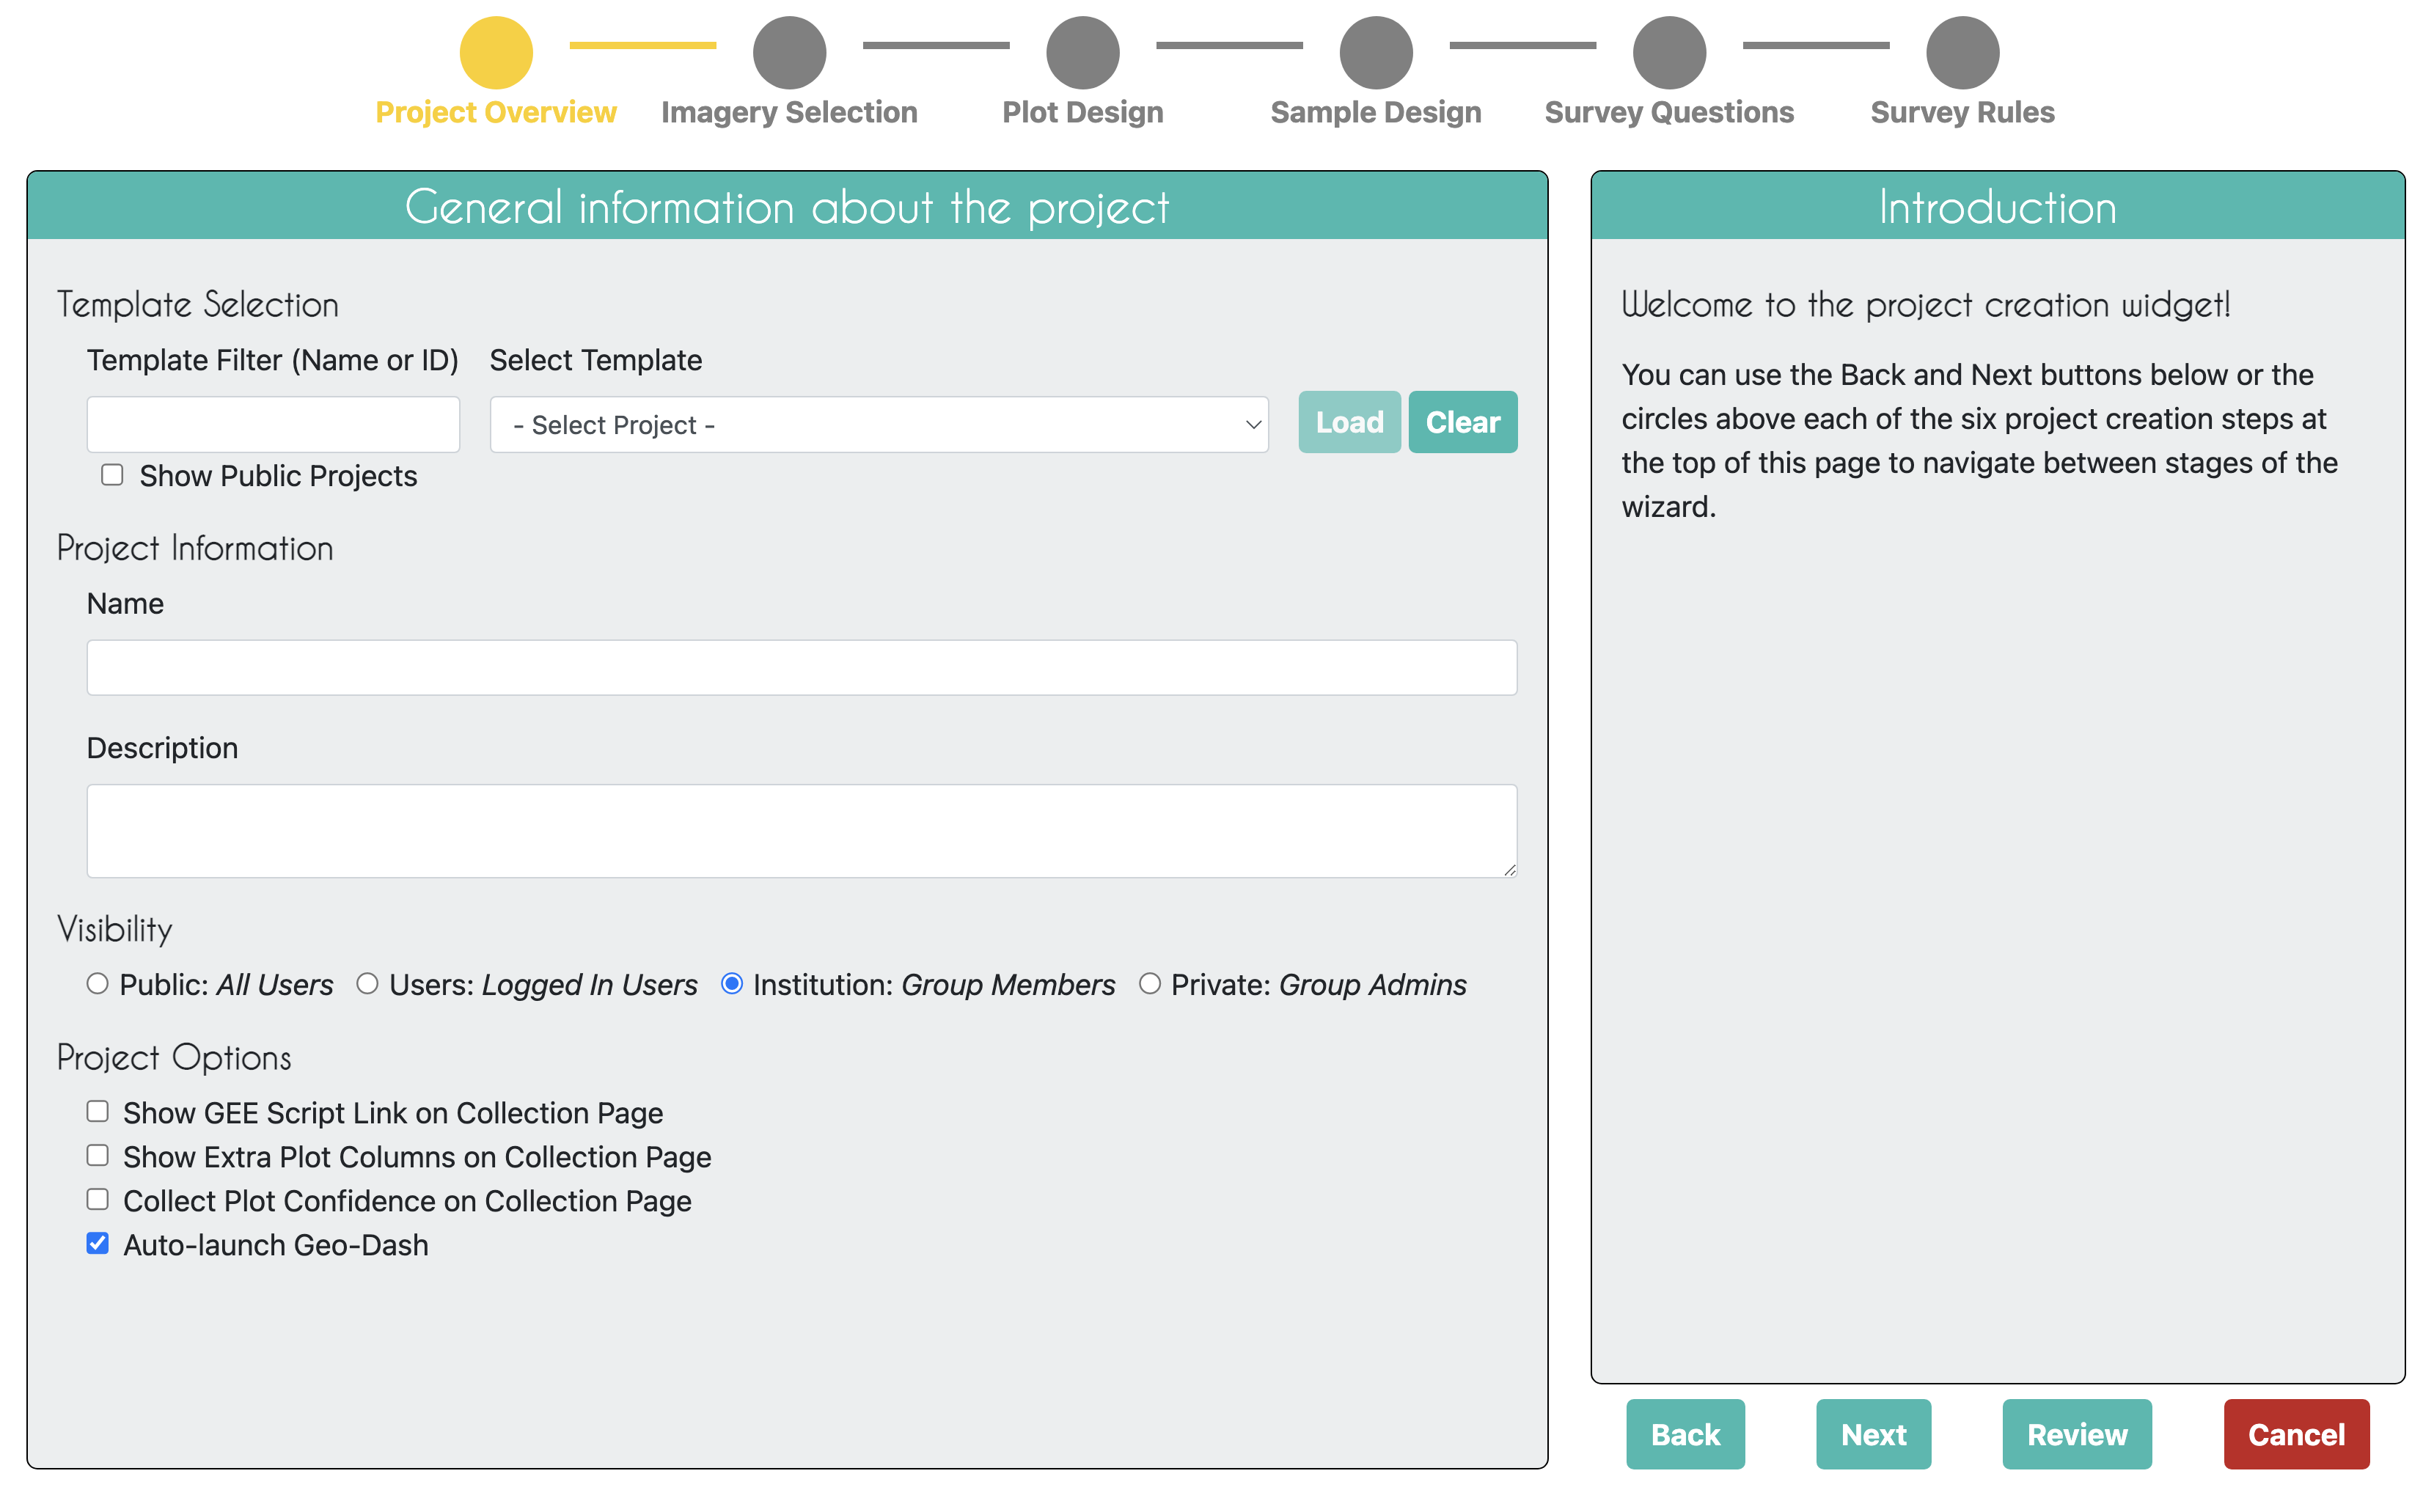 Project Overview
Imagery Selection
Plot Design
Sample Design
Survey Questions
Survey Rules
General information about the project
Template Selection
Template Filter (Name or ID)
Select Template
- Select Project -
Load
Clear
Show Public Projects
Project Information
Name
Description
Visibility
Public: All Users
Users: Logged In Users
Institution: Group Members
Private: Group Admins
Project Options
Show GEE Script Link on Collection Page
Show Extra Plot Columns on Collection Page
Collect Plot Confidence on Collection Page
Auto-launch Geo-Dash
Introduction
Welcome to the project creation widget!
You can use the Back and Next buttons below or the
circles above each of the six project creation steps at
the top of this page to navigate between stages of the
wizard.
Back
Next
Review
Cancel